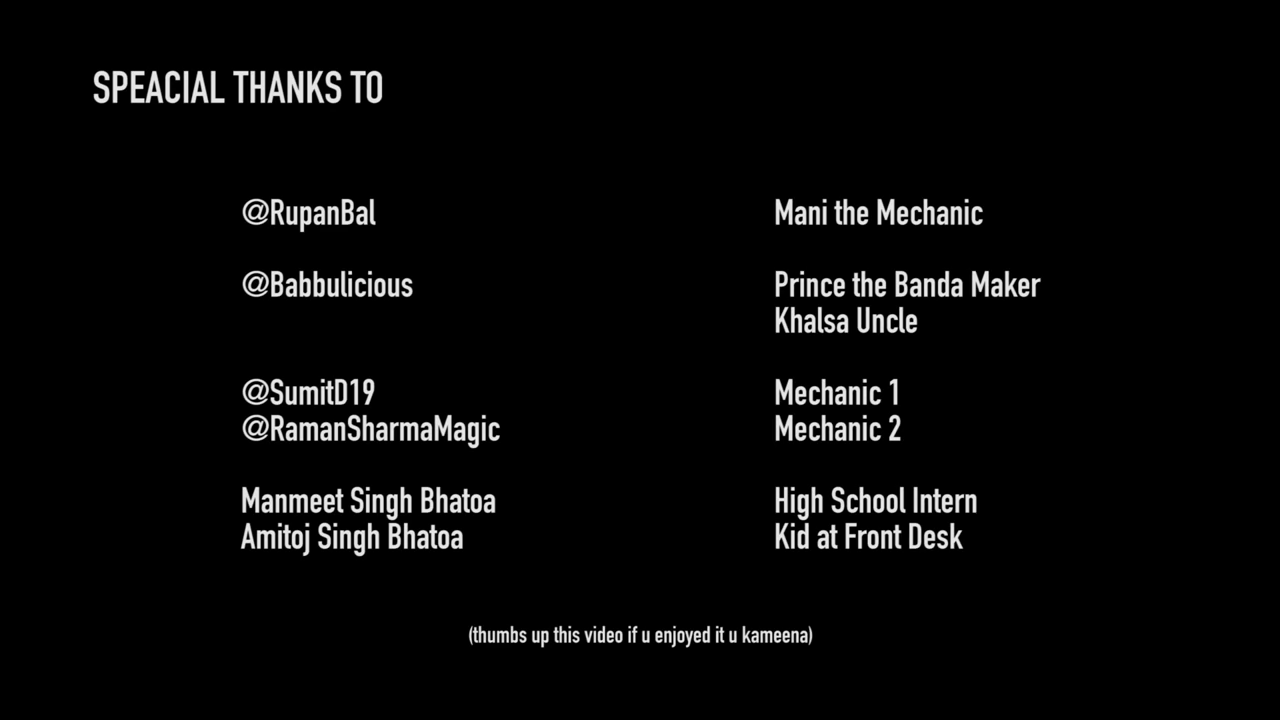 SPEACIAL THANKS TO
@RupanBal Mani the Mechanic
@Babbulicious Prince the Banda Maker
Khalsa Uncle
@SumitD19 Mechanic 1
@RamanSharmaMagic Mechanic 2
Manmeet Singh Bhatoa High School Intern
Amitoj Singh Bhatoa Kid at Front Desk
(thumbs up this video if u enjoyed it u kameena)